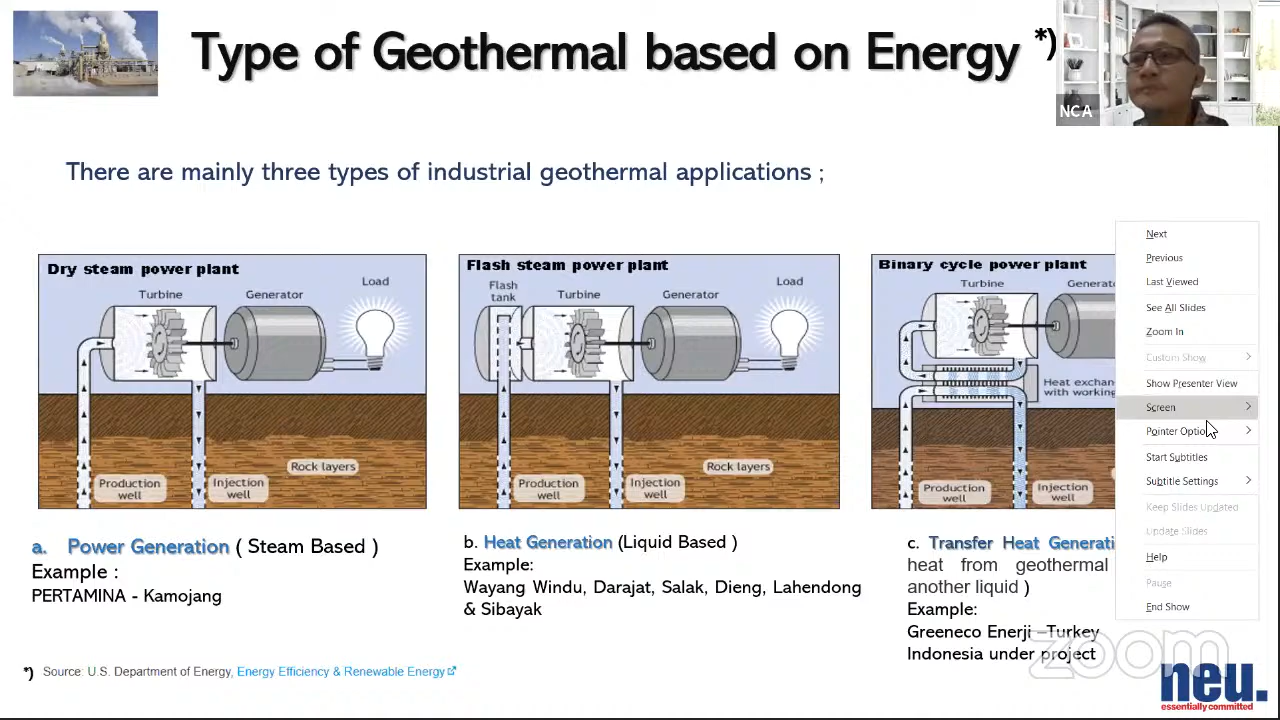 Type of Geothermal based on Energy *)
NCA
There are mainly three types of industrial geothermal applications ;
Dry steam power plant
Turbine
Generator
Load
Rock layers
Production
well
Injection
well
Flash steam power plant
Flash
tank
Turbine
Generator
Load
Rock layers
Production
well
Injection
well
Binary cycle power plant
Turbine
Heat exchan
with working
Production
well
Injection
well
Next
Previous
Last Viewed
See All Slides
Zoom In
Custom Show
Show Presenter View
Screen
Pointer Optio
Start Subtitles
Subtitle Settings
Keep Slides Updated
Update Slides
Help
Pause
End Show
a. Power Generation ( Steam Based )
Example :
PERTAMINA - Kamojang
b. Heat Generation (Liquid Based )
Example:
Wayang Windu, Darajat, Salak, Dieng, Lahendong
& Sibayak
c. Transfer Heat Generati
heat from geothermal
another liquid )
Example:
Greeneco Enerji –Turkey
Indonesia under project
*) Source: U.S. Department of Energy, Energy Efficiency & Renewable Energy
zoom
neu.
essentially committed